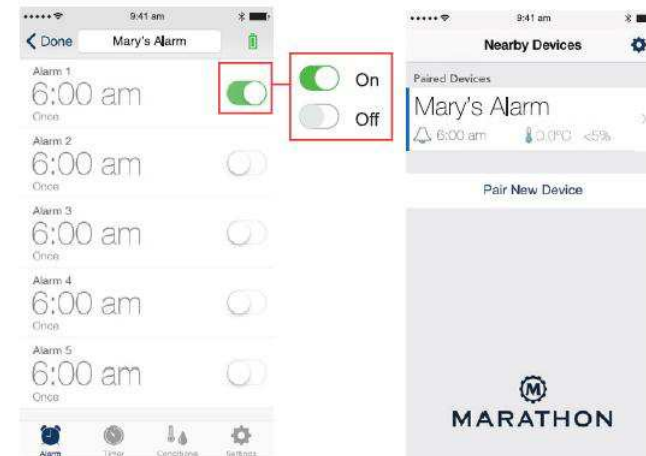 9:41 am
Done
Mary's Alarm
Alarm 1
6:00 am
Once
Alarm 2
6:00 am
Once
Alarm 3
6:00 am
Once
Alarm 4
6:00 am
Once
Alarm 5
6:00 am
Once
Alarm Timer Conditions Settings
On
Off
9:41 am
Nearby Devices
Paired Devices
Mary's Alarm
6:00 am 0.0°C <5%
Pair New Device
M
MARATHON